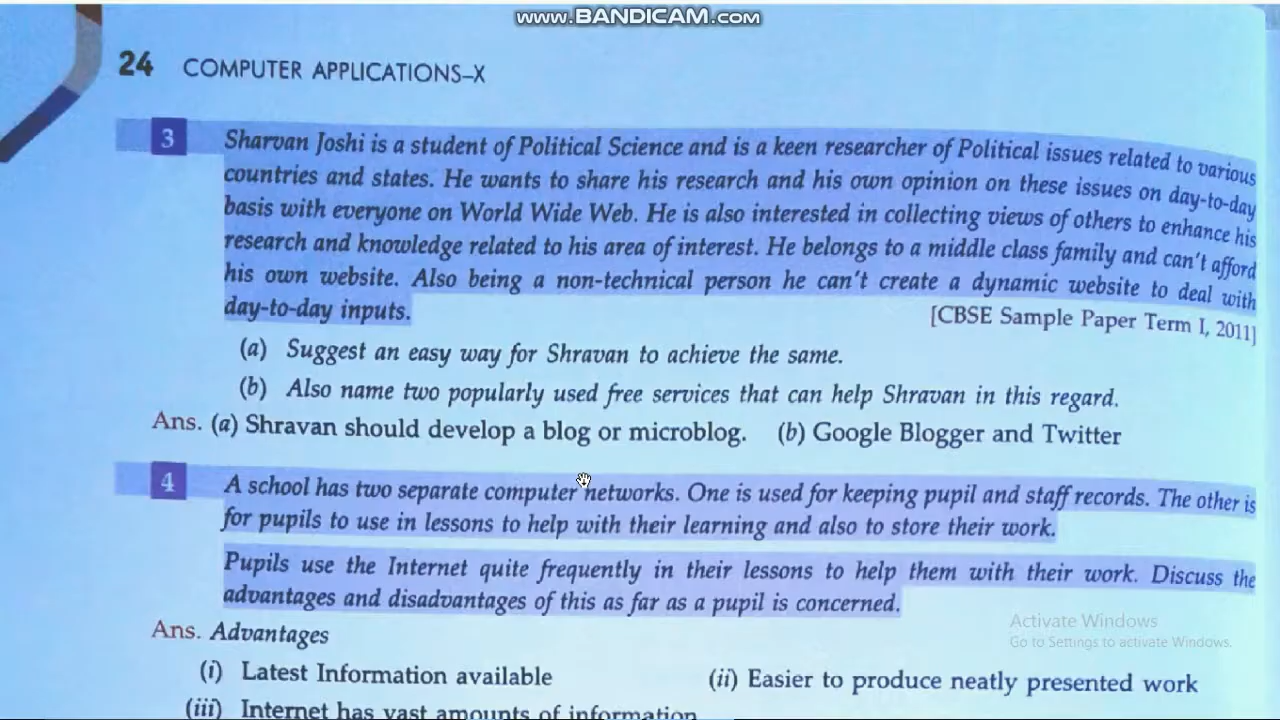 www.BANDICAM.com
24 COMPUTER APPLICATIONS–X
3 Sharvan Joshi is a student of Political Science and is a keen researcher of Political issues related to various
countries and states. He wants to share his research and his own opinion on these issues on day-to-day
basis with everyone on World Wide Web. He is also interested in collecting views of others to enhance his
research and knowledge related to his area of interest. He belongs to a middle class family and can't afford
his own website. Also being a non-technical person he can't create a dynamic website to deal with
day-to-day inputs. [CBSE Sample Paper Term I, 2011]
(a) Suggest an easy way for Shravan to achieve the same.
(b) Also name two popularly used free services that can help Shravan in this regard.
Ans. (a) Shravan should develop a blog or microblog. (b) Google Blogger and Twitter
4 A school has two separate computer networks. One is used for keeping pupil and staff records. The other is
for pupils to use in lessons to help with their learning and also to store their work.
Pupils use the Internet quite frequently in their lessons to help them with their work. Discuss the
advantages and disadvantages of this as far as a pupil is concerned.
Ans. Advantages
(i) Latest Information available (ii) Easier to produce neatly presented work
(iii) Internet has vast amounts of information
Activate Windows
Go to Settings to activate Windows.